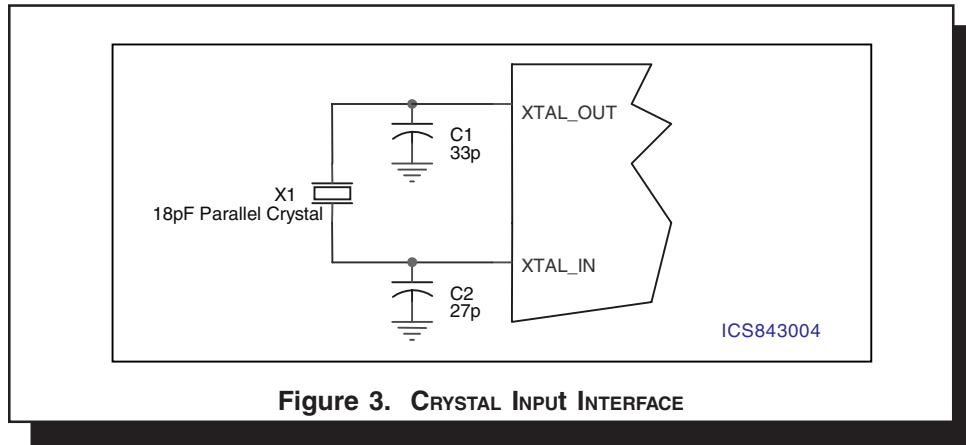 XTAL_OUT
C1
33p
X1
18pF Parallel Crystal
XTAL_IN
C2
27p
ICS843004
Figure 3. CRYSTAL INPUt INTERFACE